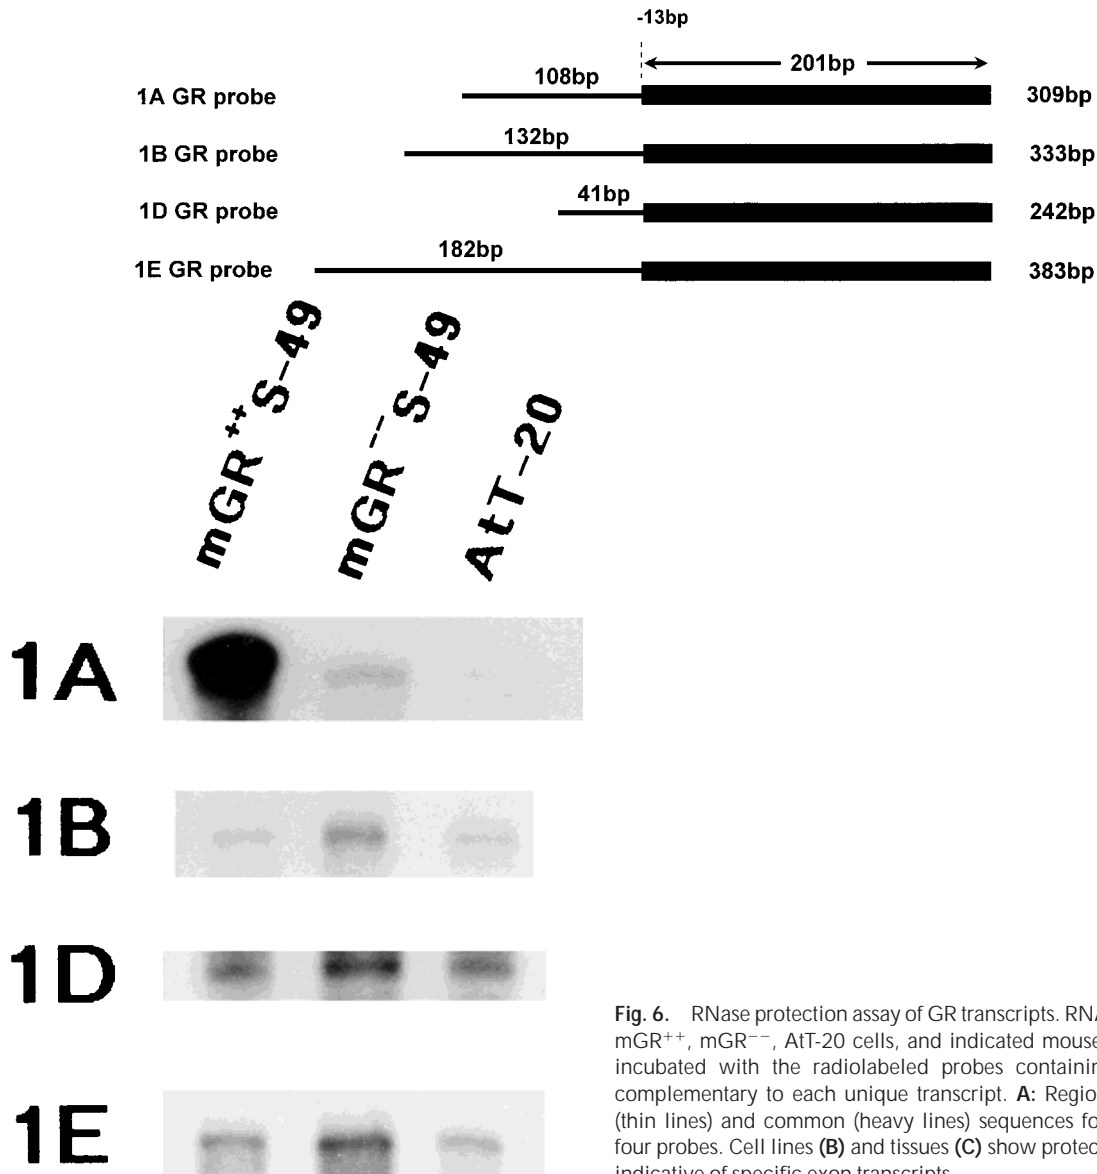 -13bp
201bp
1A GR probe 108bp 309bp
1B GR probe 132bp 333bp
1D GR probe 41bp 242bp
1E GR probe 182bp 383bp
mGR++ S-49
mGR-- S-49
AtT-20
1A
1B
1D
1E
Fig. 6. RNase protection assay of GR transcripts. RNA
mGR++, mGR−−, AtT-20 cells, and indicated mouse
incubated with the radiolabeled probes containin
complementary to each unique transcript. A: Regio
(thin lines) and common (heavy lines) sequences fo
four probes. Cell lines (B) and tissues (C) show protec
indicative of specific exon transcripts